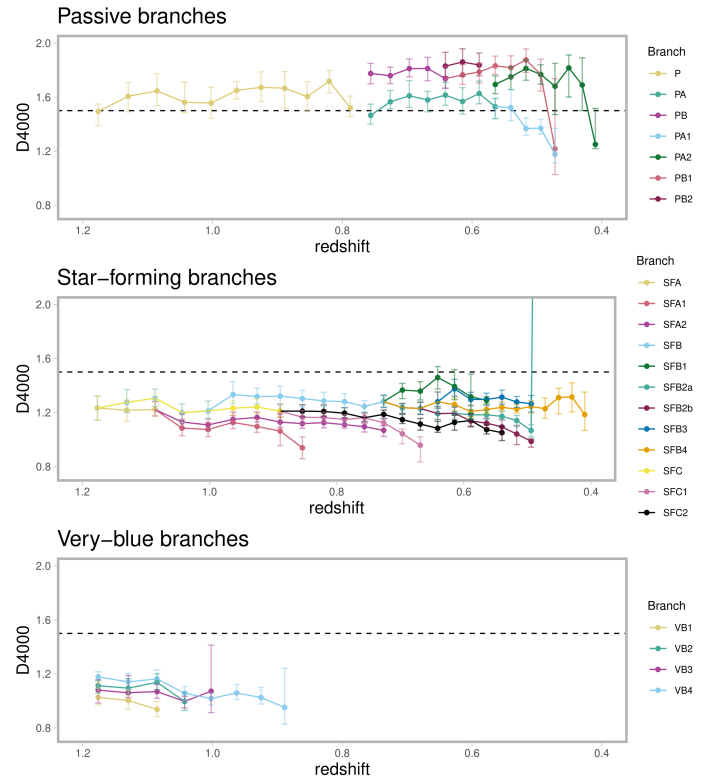 Passive branches
2.0
1.6
1.2
0.8
D4000
1.2 1.0 0.8 0.6 0.4
redshift
Branch
P
PA
PB
PA1
PA2
PB1
PB2
Star−forming branches
2.0
1.6
1.2
0.8
D4000
1.2 1.0 0.8 0.6 0.4
redshift
Branch
SFA
SFA1
SFA2
SFB
SFB1
SFB2a
SFB2b
SFB3
SFB4
SFC
SFC1
SFC2
Very−blue branches
2.0
1.6
1.2
0.8
D4000
1.2 1.0 0.8 0.6 0.4
redshift
Branch
VB1
VB2
VB3
VB4